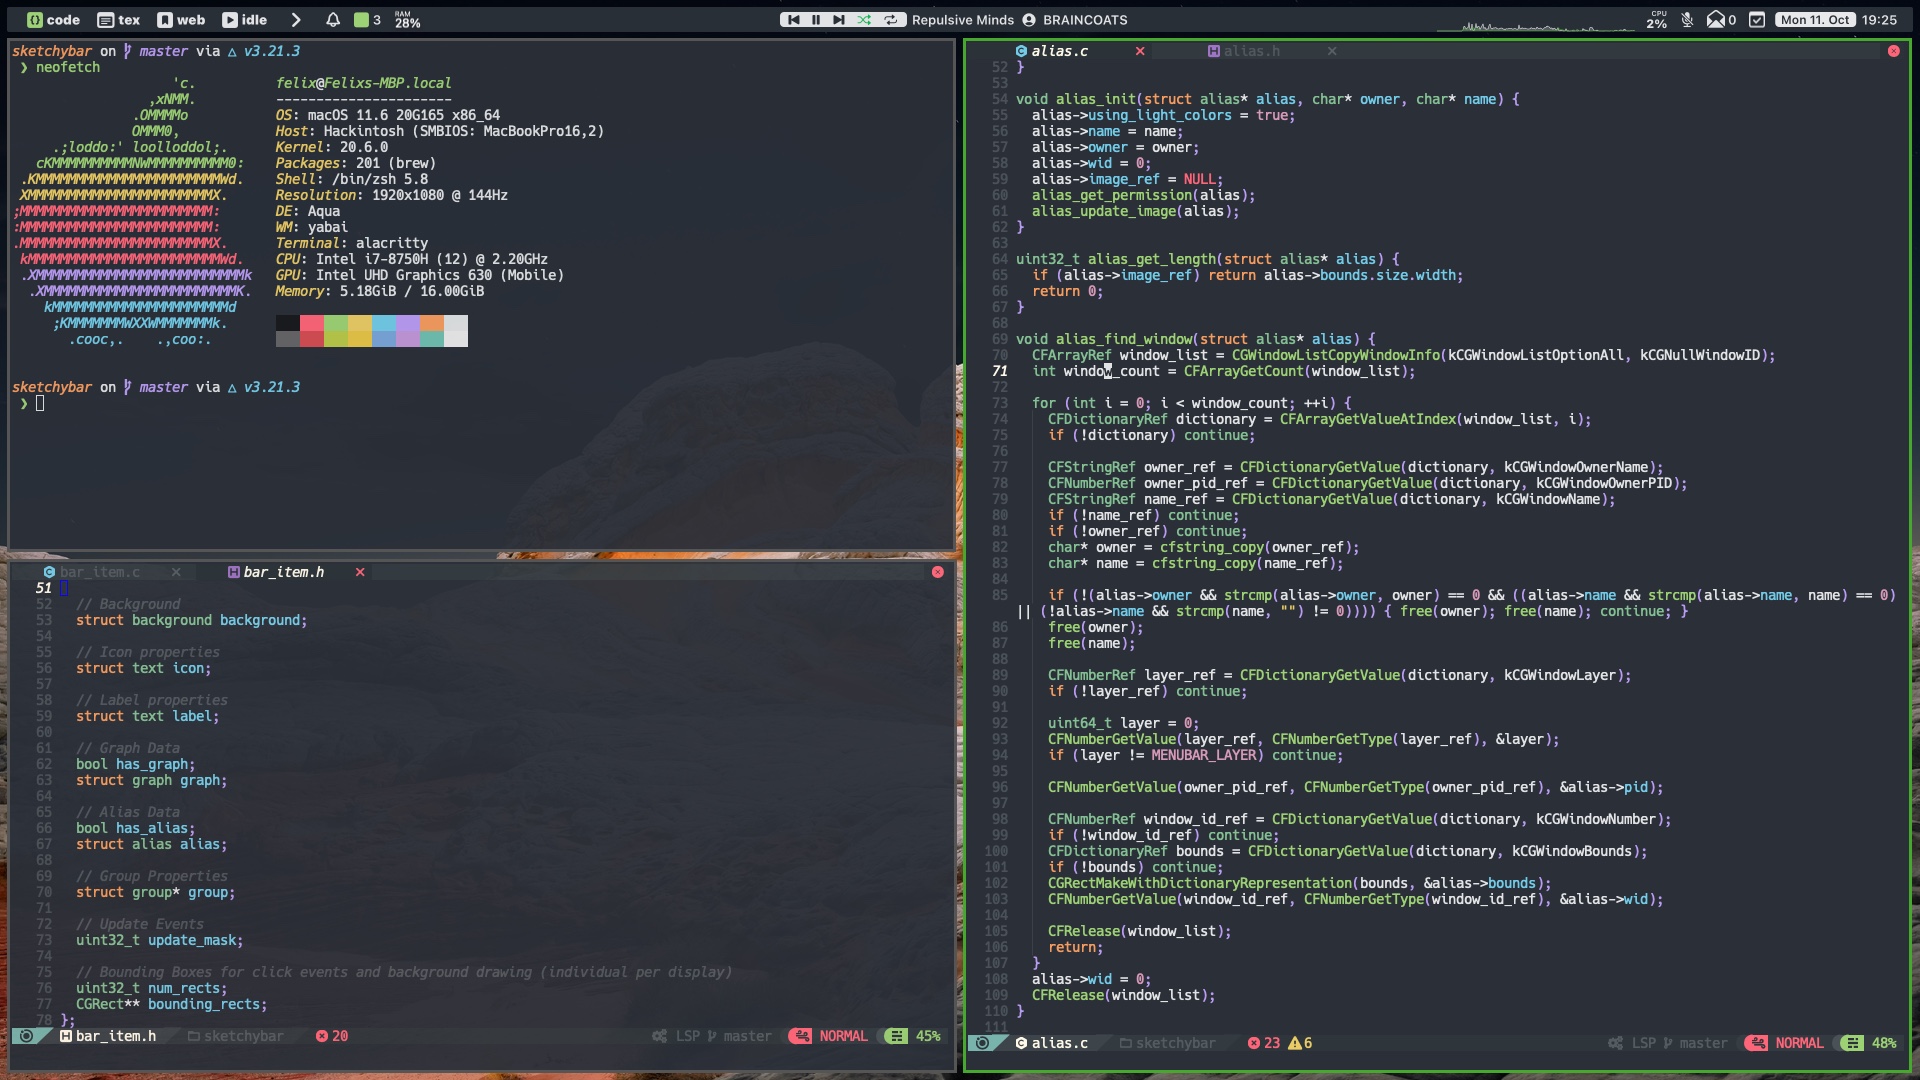 code tex web idle 3 RAM 28%
Repulsive Minds BRAINCOATS
CPU 2% 0 Mon 11. Oct 19:25
sketchybar on master via △ v3.21.3
❯ neofetch
'c.
,xNMM.
.OMMMMo
OMMM0,
.;loddo:' loolloddol;.
cKMMMMMMMMMMNWMMMMMMMMMM0:
.KMMMMMMMMMMMMMMMMMMMMMMMWd.
XMMMMMMMMMMMMMMMMMMMMMMMX.
;MMMMMMMMMMMMMMMMMMMMMMMM:
:MMMMMMMMMMMMMMMMMMMMMMMM:
.MMMMMMMMMMMMMMMMMMMMMMMMX.
kMMMMMMMMMMMMMMMMMMMMMMMMWd.
.XMMMMMMMMMMMMMMMMMMMMMMMMMMk
.XMMMMMMMMMMMMMMMMMMMMMMMMK.
kMMMMMMMMMMMMMMMMMMMMMMd
;KMMMMMMMWXXWMMMMMMMk.
.cooc,. .,coo:.
felix@Felixs-MBP.local
----------------------
OS: macOS 11.6 20G165 x86_64
Host: Hackintosh (SMBIOS: MacBookPro16,2)
Kernel: 20.6.0
Packages: 201 (brew)
Shell: /bin/zsh 5.8
Resolution: 1920x1080 @ 144Hz
DE: Aqua
WM: yabai
Terminal: alacritty
CPU: Intel i7-8750H (12) @ 2.20GHz
GPU: Intel UHD Graphics 630 (Mobile)
Memory: 5.18GiB / 16.00GiB
sketchybar on master via △ v3.21.3
❯
bar_item.c × bar_item.h ×
51
52 // Background
53 struct background background;
54
55 // Icon properties
56 struct text icon;
57
58 // Label properties
59 struct text label;
60
61 // Graph Data
62 bool has_graph;
63 struct graph graph;
64
65 // Alias Data
66 bool has_alias;
67 struct alias alias;
68
69 // Group Properties
70 struct group* group;
71
72 // Update Events
73 uint32_t update_mask;
74
75 // Bounding Boxes for click events and background drawing (individual per display)
76 uint32_t num_rects;
77 CGRect** bounding_rects;
78 };
bar_item.h sketchybar 20 LSP master NORMAL 45%
alias.c × alias.h ×
52 }
53
54 void alias_init(struct alias* alias, char* owner, char* name) {
55 alias->using_light_colors = true;
56 alias->name = name;
57 alias->owner = owner;
58 alias->wid = 0;
59 alias->image_ref = NULL;
60 alias_get_permission(alias);
61 alias_update_image(alias);
62 }
63
64 uint32_t alias_get_length(struct alias* alias) {
65 if (alias->image_ref) return alias->bounds.size.width;
66 return 0;
67 }
68
69 void alias_find_window(struct alias* alias) {
70 CFArrayRef window_list = CGWindowListCopyWindowInfo(kCGWindowListOptionAll, kCGNullWindowID);
71 int window_count = CFArrayGetCount(window_list);
72
73 for (int i = 0; i < window_count; ++i) {
74 CFDictionaryRef dictionary = CFArrayGetValueAtIndex(window_list, i);
75 if (!dictionary) continue;
76
77 CFStringRef owner_ref = CFDictionaryGetValue(dictionary, kCGWindowOwnerName);
78 CFNumberRef owner_pid_ref = CFDictionaryGetValue(dictionary, kCGWindowOwnerPID);
79 CFStringRef name_ref = CFDictionaryGetValue(dictionary, kCGWindowName);
80 if (!name_ref) continue;
81 if (!owner_ref) continue;
82 char* owner = cfstring_copy(owner_ref);
83 char* name = cfstring_copy(name_ref);
84
85 if (!(alias->owner && strcmp(alias->owner, owner) == 0 && ((alias->name && strcmp(alias->name, name) == 0)
|| (!alias->name && strcmp(name, "") != 0)))) { free(owner); free(name); continue; }
86 free(owner);
87 free(name);
88
89 CFNumberRef layer_ref = CFDictionaryGetValue(dictionary, kCGWindowLayer);
90 if (!layer_ref) continue;
91
92 uint64_t layer = 0;
93 CFNumberGetValue(layer_ref, CFNumberGetType(layer_ref), &layer);
94 if (layer != MENUBAR_LAYER) continue;
95
96 CFNumberGetValue(owner_pid_ref, CFNumberGetType(owner_pid_ref), &alias->pid);
97
98 CFNumberRef window_id_ref = CFDictionaryGetValue(dictionary, kCGWindowNumber);
99 if (!window_id_ref) continue;
100 CFDictionaryRef bounds = CFDictionaryGetValue(dictionary, kCGWindowBounds);
101 if (!bounds) continue;
102 CGRectMakeWithDictionaryRepresentation(bounds, &alias->bounds);
103 CFNumberGetValue(window_id_ref, CFNumberGetType(window_id_ref), &alias->wid);
104
105 CFRelease(window_list);
106 return;
107 }
108 alias->wid = 0;
109 CFRelease(window_list);
110 }
111
alias.c sketchybar 23 6 LSP master NORMAL 48%